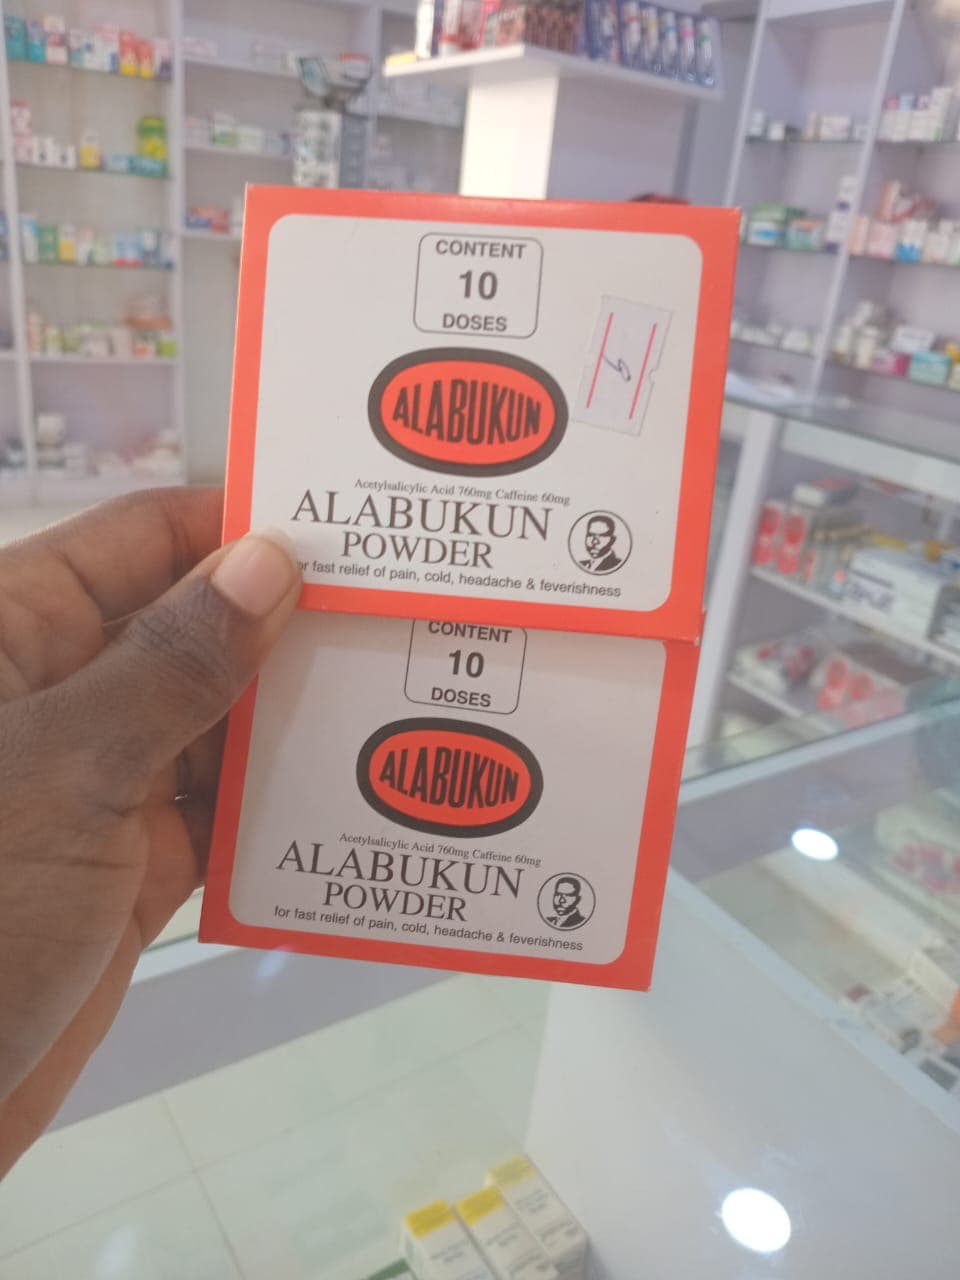 CONTENT
10
DOSES
ALABUKUN
Acetylsalicylic Acid 760mg Caffeine 60mg
ALABUKUN
POWDER
or fast relief of pain, cold, headache & feverishness
CONTENT
10
DOSES
ALABUKUN
Acetylsalicylic Acid 760mg Caffeine 60mg
ALABUKUN
POWDER
for fast relief of pain, cold, headache & feverishness